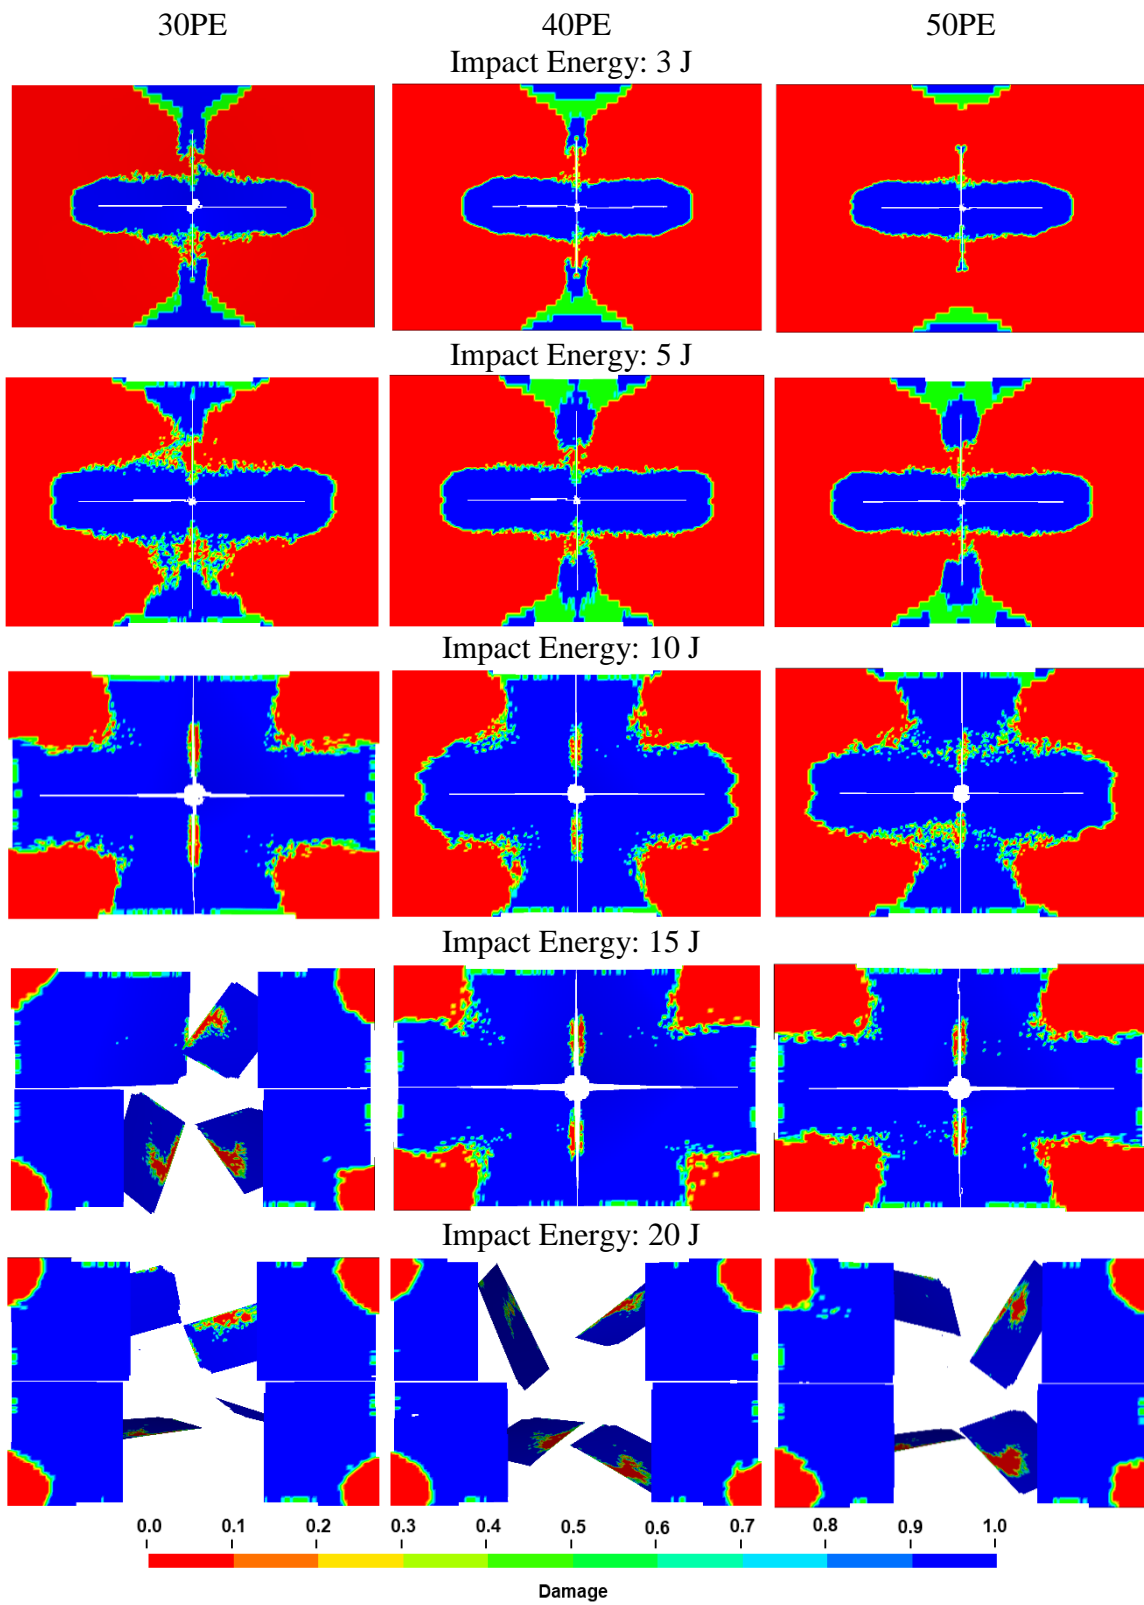 30PE 40PE 50PE
Impact Energy: 3 J
Impact Energy: 5 J
Impact Energy: 10 J
Impact Energy: 15 J
Impact Energy: 20 J
0.0 0.1 0.2 0.3 0.4 0.5 0.6 0.7 0.8 0.9 1.0
Damage